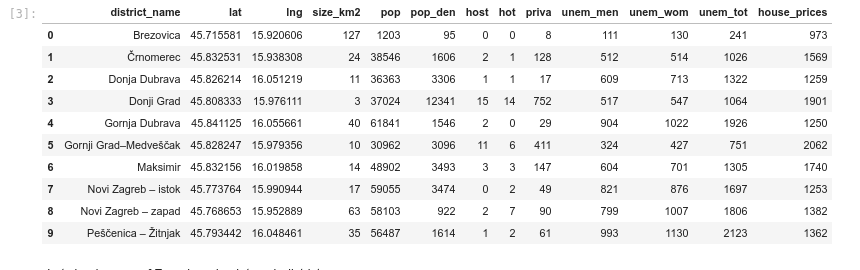 [3]:
district_name lat lng size_km2 pop pop_den host hot priva unem_men unem_wom unem_tot house_prices
0 Brezovica 45.715581 15.920606 127 1203 95 0 0 8 111 130 241 973
1 Črnomerec 45.832531 15.938308 24 38546 1606 2 1 128 512 514 1026 1569
2 Donja Dubrava 45.826214 16.051219 11 36363 3306 1 1 17 609 713 1322 1259
3 Donji Grad 45.808333 15.976111 3 37024 12341 15 14 752 517 547 1064 1901
4 Gornja Dubrava 45.841125 16.055661 40 61841 1546 2 0 29 904 1022 1926 1250
5 Gornji Grad–Medveščak 45.828247 15.979356 10 30962 3096 11 6 411 324 427 751 2062
6 Maksimir 45.832156 16.019858 14 48902 3493 3 3 147 604 701 1305 1740
7 Novi Zagreb – istok 45.773764 15.990944 17 59055 3474 0 2 49 821 876 1697 1253
8 Novi Zagreb – zapad 45.768653 15.952889 63 58103 922 2 7 90 799 1007 1806 1382
9 Peščenica – Žitnjak 45.793442 16.048461 35 56487 1614 1 2 61 993 1130 2123 1362